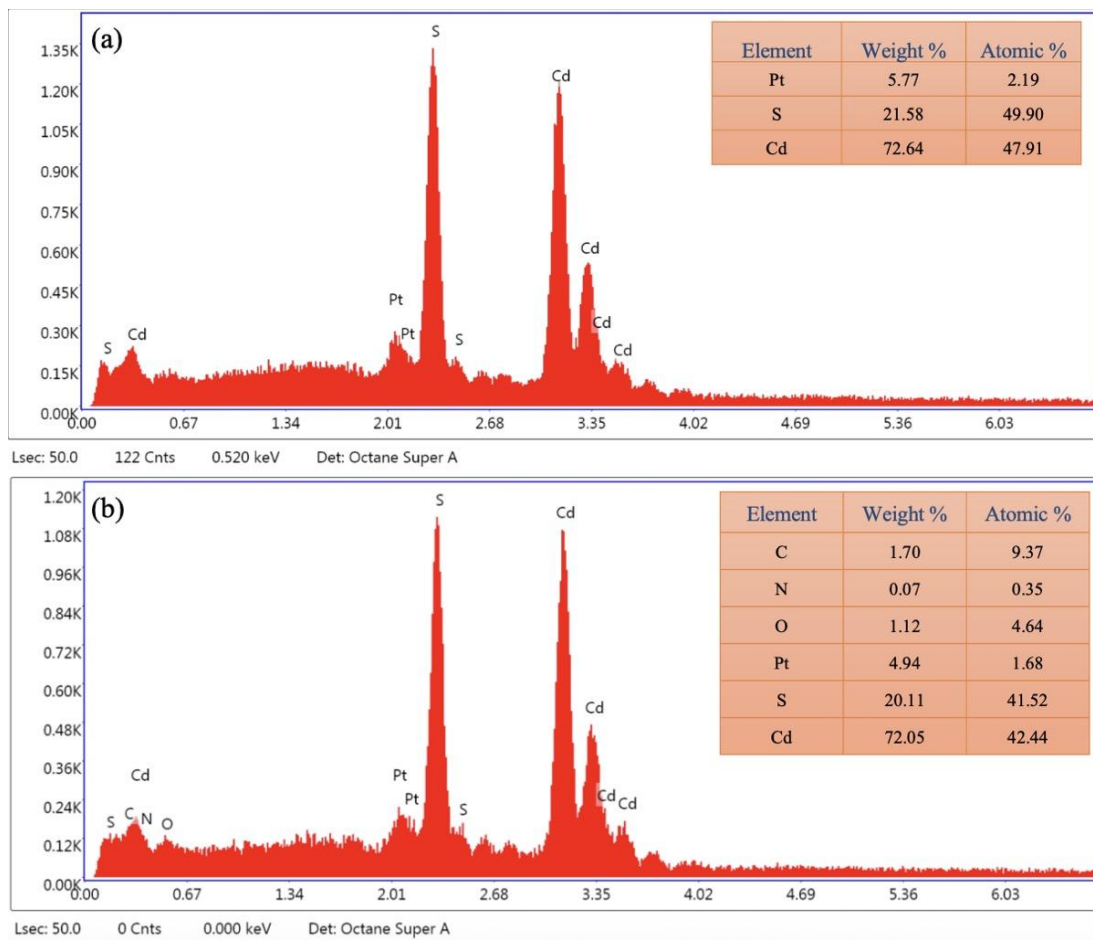 (a)
1.35K
1.20K
1.05K
0.90K
0.75K
0.60K
0.45K
0.30K
0.15K
0.00K
S
Cd
Pt
Pt
S
Cd
S
Cd
Cd
Cd
0.00 0.67 1.34 2.01 2.68 3.35 4.02 4.69 5.36 6.03
Element Weight % Atomic %
Pt 5.77 2.19
S 21.58 49.90
Cd 72.64 47.91
Lsec: 50.0 122 Cnts 0.520 keV Det: Octane Super A
(b)
1.20K
1.08K
0.96K
0.84K
0.72K
0.60K
0.48K
0.36K
0.24K
0.12K
0.00K
Cd
S
C
N
O
Pt
Pt
S
S
Cd
Cd
Cd
Cd
0.00 0.67 1.34 2.01 2.68 3.35 4.02 4.69 5.36 6.03
Element Weight % Atomic %
C 1.70 9.37
N 0.07 0.35
O 1.12 4.64
Pt 4.94 1.68
S 20.11 41.52
Cd 72.05 42.44
Lsec: 50.0 0 Cnts 0.000 keV Det: Octane Super A